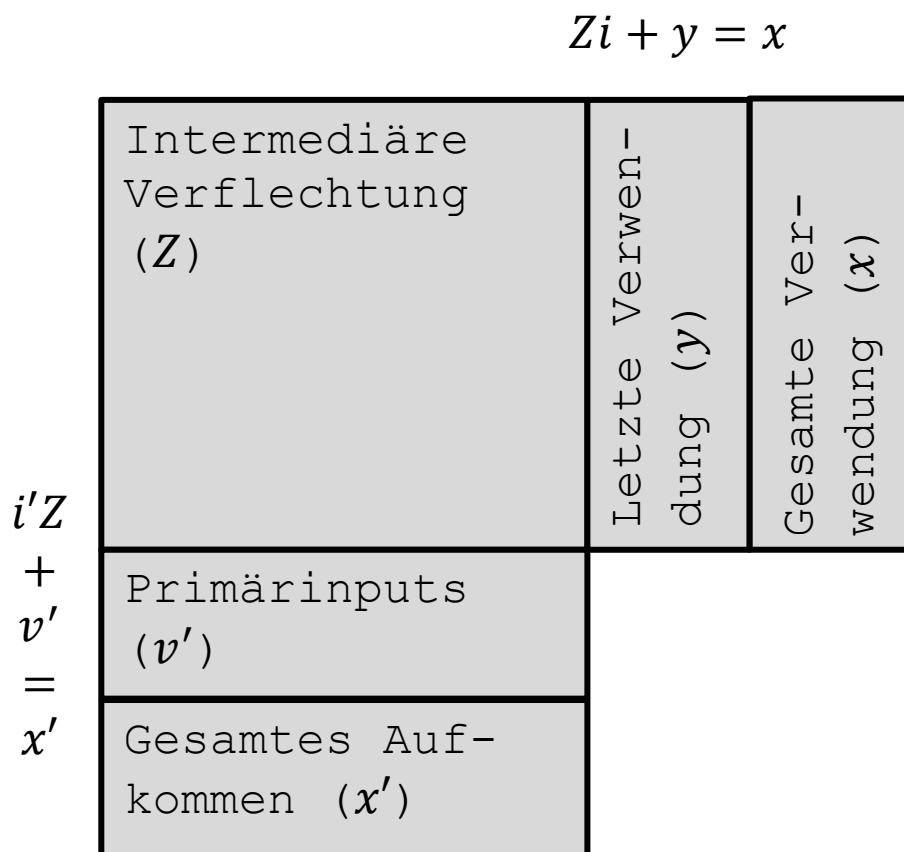 Zi + y = x
Intermediäre
Verflechtung
(Z)
Letzte Verwen-
dung (y)
Gesamte Ver-
wendung (x)
i'Z
+
v'
=
x'
Primärinputs
(v')
Gesamtes Auf-
kommen (x')